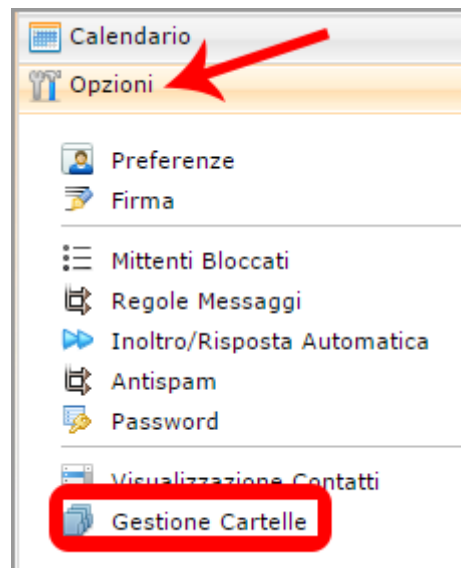 Calendario
Opzioni
Preferenze
Firma
Mittenti Bloccati
Regole Messaggi
Inoltro/Risposta Automatica
Antispam
Password
Visualizzazione Contatti
Gestione Cartelle